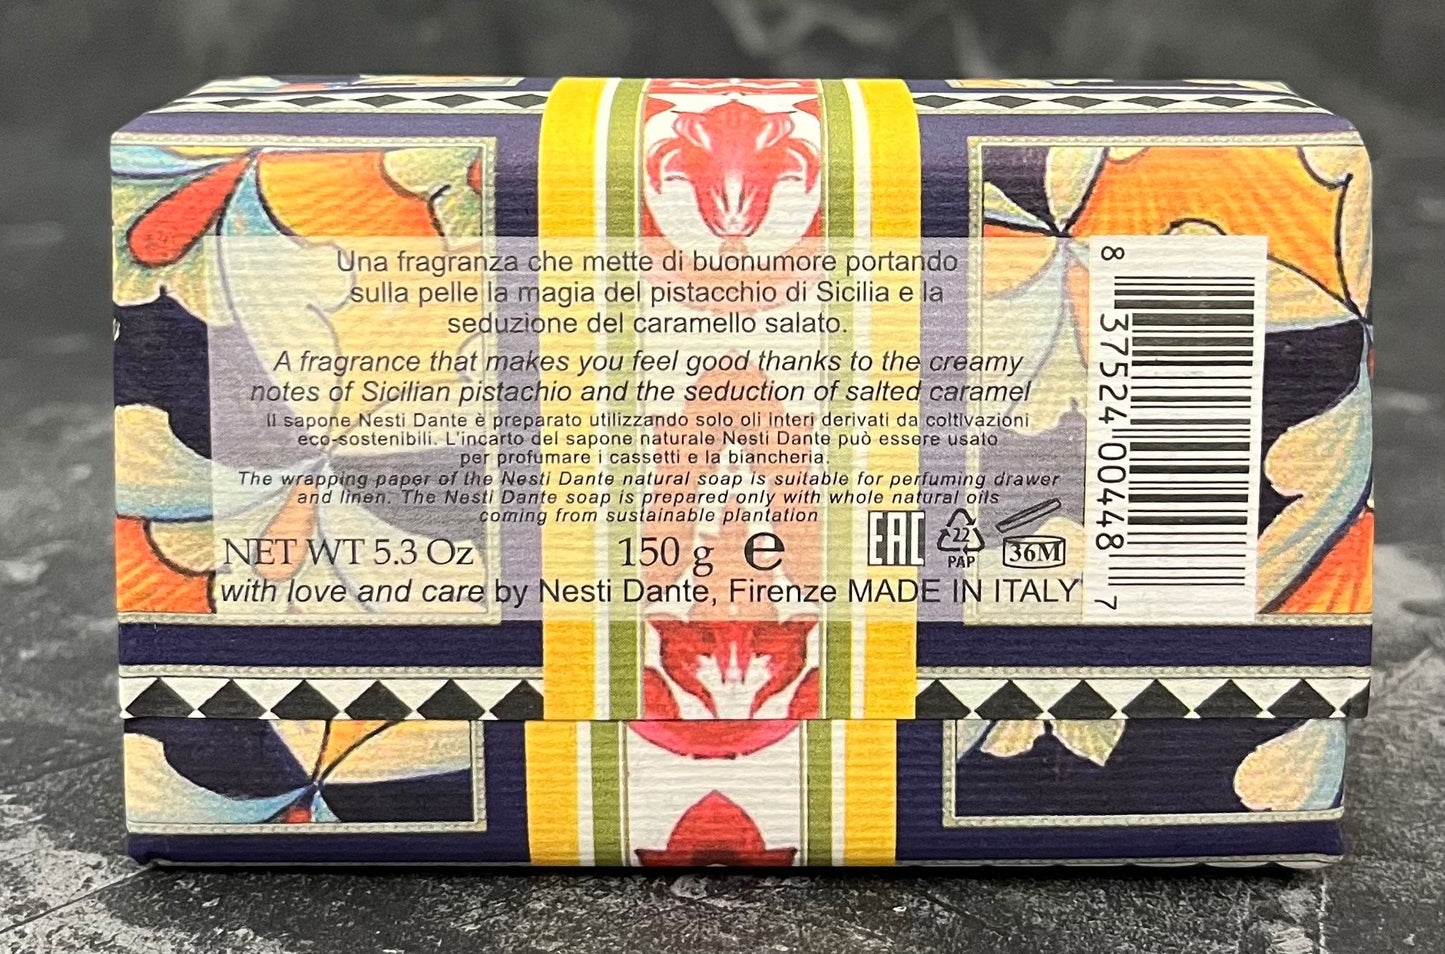 Una fragranza che mette di buonumore portando
sulla pelle la magia del pistacchio di Sicilia e la
seduzione del caramello salato.
A fragrance that makes you feel good thanks to the creamy
notes of Sicilian pistachio and the seduction of salted caramel
Il sapone Nesti Dante è preparato utilizzando solo oli interi derivati da coltivazioni
eco-sostenibili. L'incarto del sapone naturale Nesti Dante può essere usato
per profumare i cassetti e la biancheria.
The wrapping paper of the Nesti Dante natural soap is suitable for perfuming drawer
and linen. The Nesti Dante soap is prepared only with whole natural oils
coming from sustainable plantation
NET WT 5.3 Oz 150 g e EAC 22 PAP 36M
with love and care by Nesti Dante, Firenze MADE IN ITALY
8 375240 004487